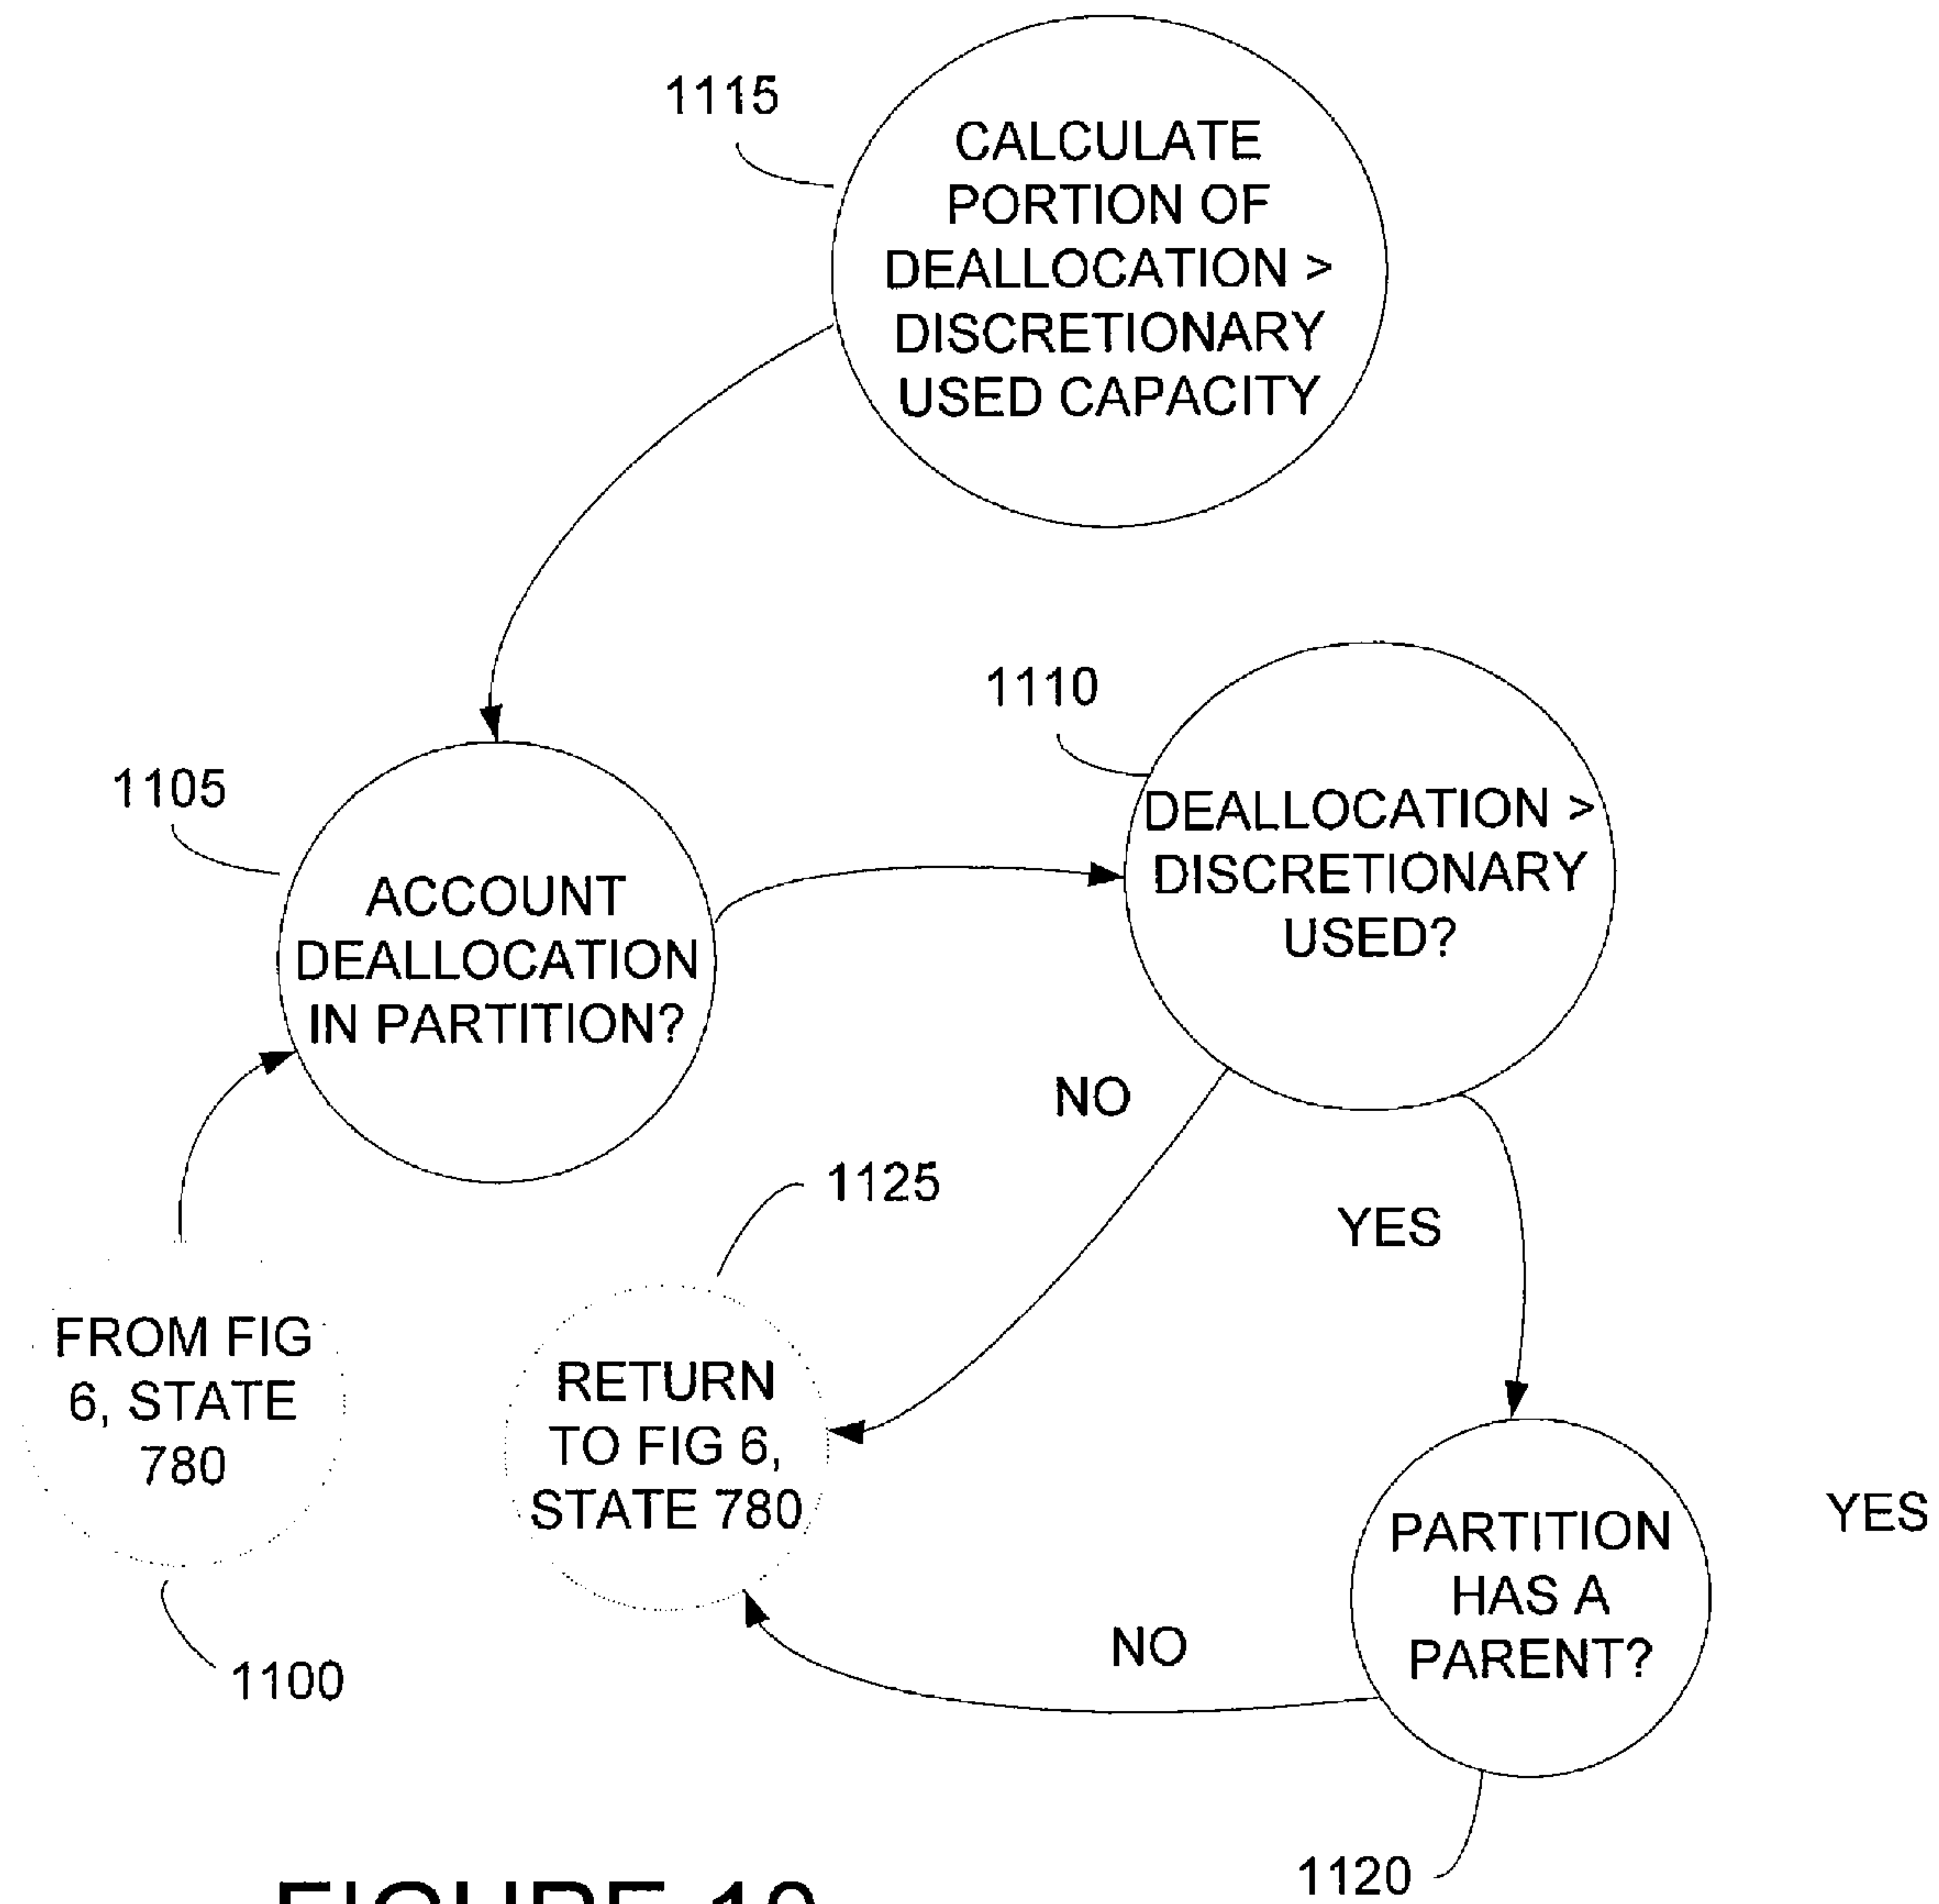 1115
CALCULATE
PORTION OF
DEALLOCATION >
DISCRETIONARY
USED CAPACITY
1110
DEALLOCATION >
DISCRETIONARY
USED?
1105
ACCOUNT
DEALLOCATION
IN PARTITION?
NO
1125
YES
FROM FIG
6, STATE
780
RETURN
TO FIG 6,
STATE 780
YES
PARTITION
HAS A
PARENT?
NO
1100
1120